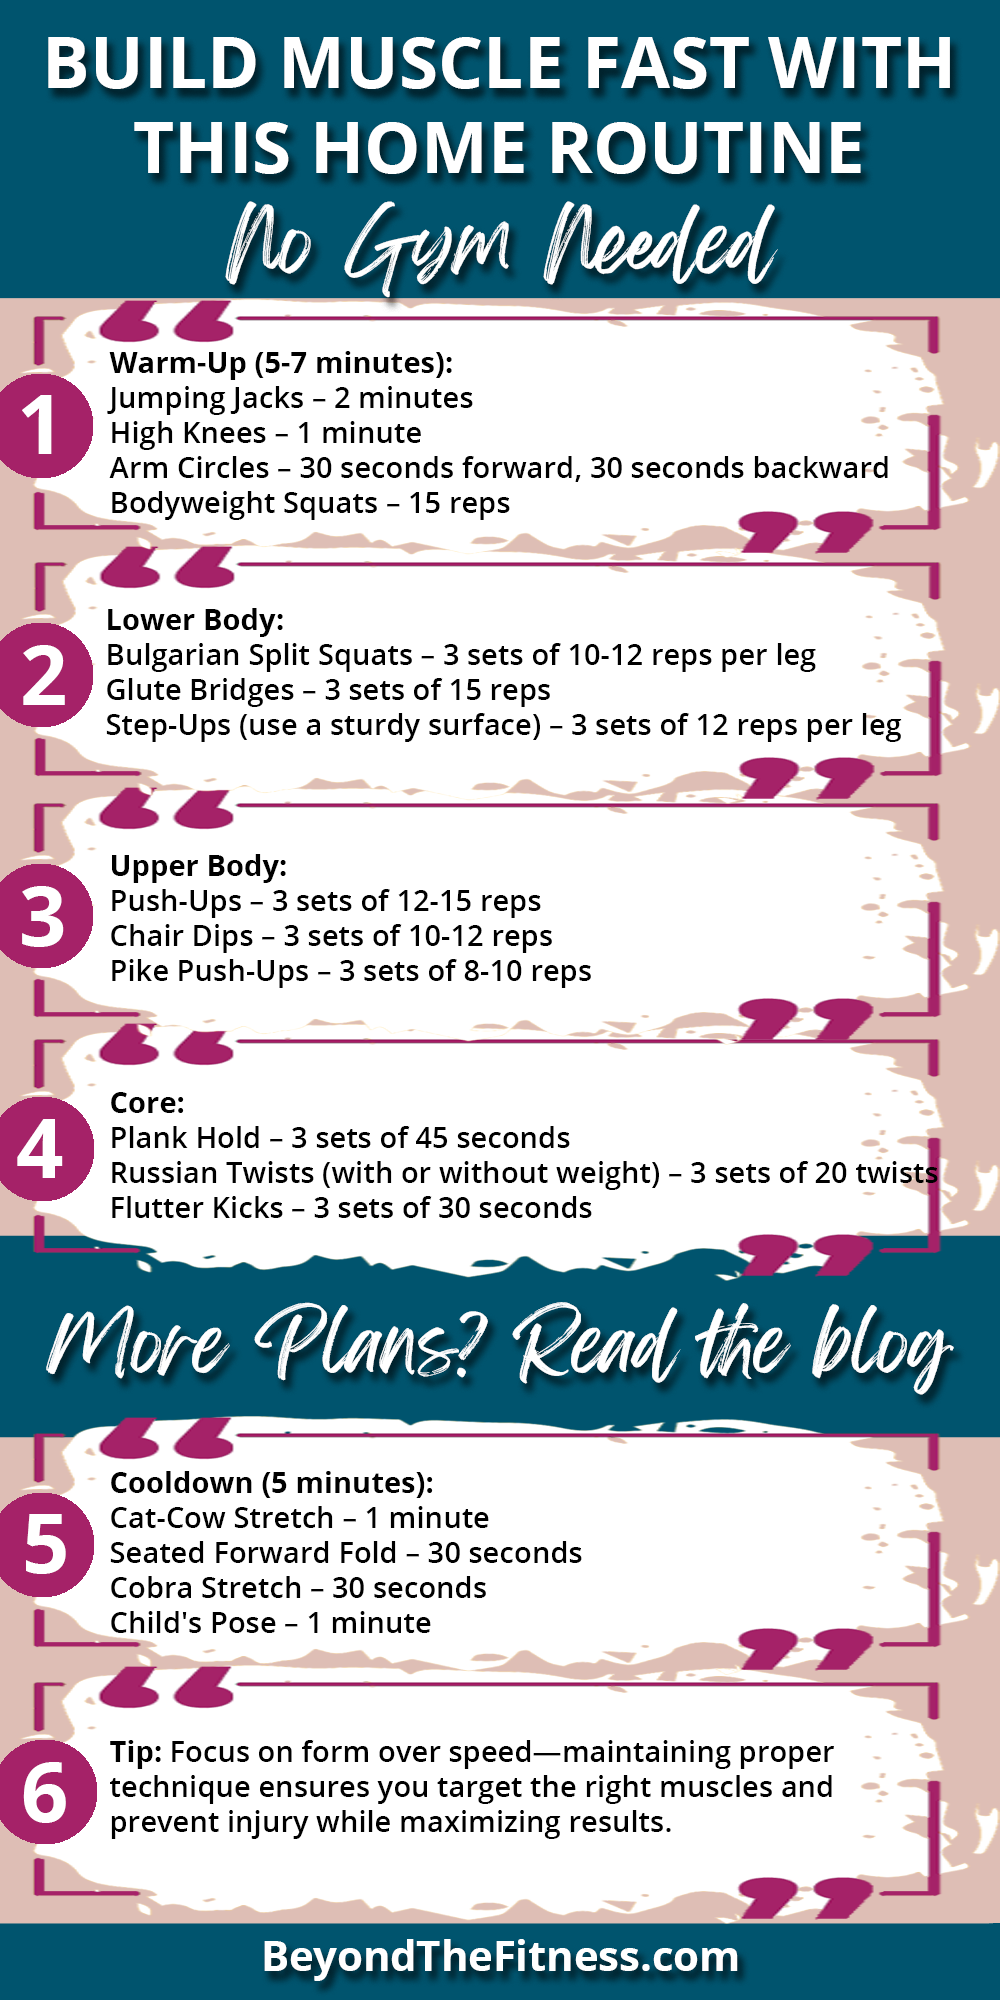 BUILD MUSCLE FAST WITH
THIS HOME ROUTINE
No Gym Needed
1
Warm-Up (5-7 minutes):
Jumping Jacks – 2 minutes
High Knees – 1 minute
Arm Circles – 30 seconds forward, 30 seconds backward
Bodyweight Squats – 15 reps
2
Lower Body:
Bulgarian Split Squats – 3 sets of 10-12 reps per leg
Glute Bridges – 3 sets of 15 reps
Step-Ups (use a sturdy surface) – 3 sets of 12 reps per leg
3
Upper Body:
Push-Ups – 3 sets of 12-15 reps
Chair Dips – 3 sets of 10-12 reps
Pike Push-Ups – 3 sets of 8-10 reps
4
Core:
Plank Hold – 3 sets of 45 seconds
Russian Twists (with or without weight) – 3 sets of 20 twists
Flutter Kicks – 3 sets of 30 seconds
More Plans? Read the blog
5
Cooldown (5 minutes):
Cat-Cow Stretch – 1 minute
Seated Forward Fold – 30 seconds
Cobra Stretch – 30 seconds
Child's Pose – 1 minute
6
Tip: Focus on form over speed—maintaining proper
technique ensures you target the right muscles and
prevent injury while maximizing results.
BeyondTheFitness.com